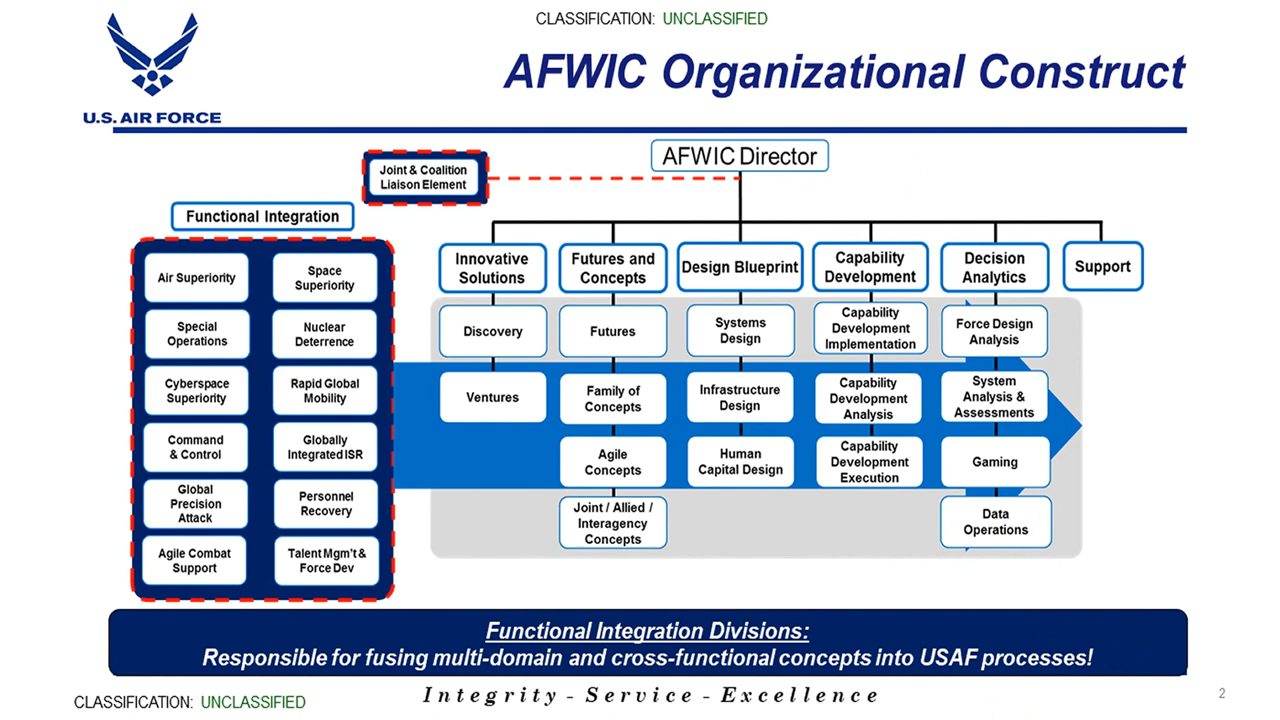 CLASSIFICATION: UNCLASSIFIED
U.S. AIR FORCE
AFWIC Organizational Construct
AFWIC Director
Joint & Coalition
Liaison Element
Functional Integration
Air Superiority
Space
Superiority
Special
Operations
Nuclear
Deterrence
Cyberspace
Superiority
Rapid Global
Mobility
Command
& Control
Globally
Integrated ISR
Global
Precision
Attack
Personnel
Recovery
Agile Combat
Support
Talent Mgm't &
Force Dev
Innovative
Solutions
Discovery
Ventures
Futures and
Concepts
Futures
Family of
Concepts
Agile
Concepts
Joint / Allied /
Interagency
Concepts
Design Blueprint
Systems
Design
Infrastructure
Design
Human
Capital Design
Capability
Development
Capability
Development
Implementation
Capability
Development
Analysis
Capability
Development
Execution
Decision
Analytics
Force Design
Analysis
System
Analysis &
Assessments
Gaming
Data
Operations
Support
Functional Integration Divisions:
Responsible for fusing multi-domain and cross-functional concepts into USAF processes!
Integrity - Service - Excellence
CLASSIFICATION: UNCLASSIFIED
2